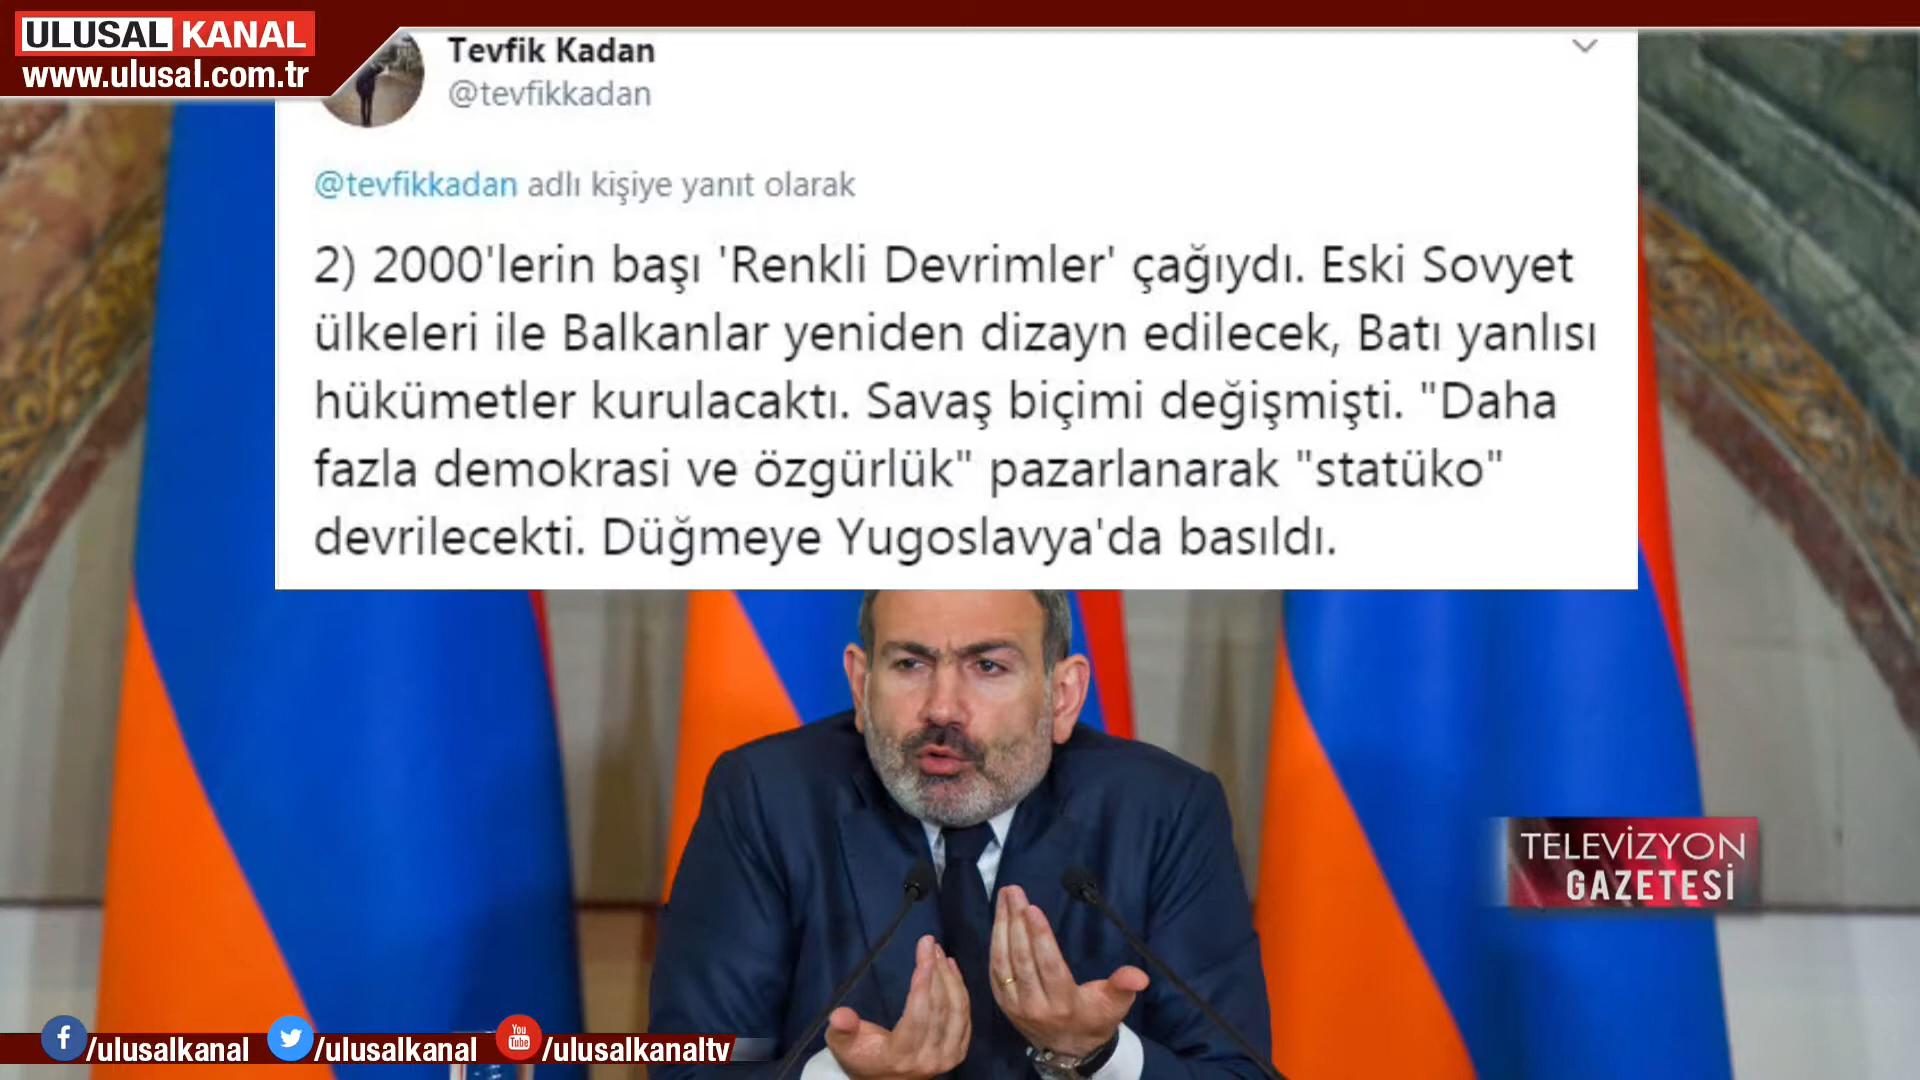 ULUSAL KANAL
www.ulusal.com.tr
Tevfik Kadan
@tevfikkadan
@tevfikkadan adlı kişiye yanıt olarak
2) 2000'lerin başı 'Renkli Devrimler' çağıydı. Eski Sovyet
ülkeleri ile Balkanlar yeniden dizayn edilecek, Batı yanlısı
hükümetler kurulacaktı. Savaş biçimi değişmişti. "Daha
fazla demokrasi ve özgürlük" pazarlanarak "statüko"
devrilecekti. Düğmeye Yugoslavya'da basıldı.
TELEVİZYON
GAZETESİ
f /ulusalkanal /ulusalkanal You Tube /ulusalkanaltv